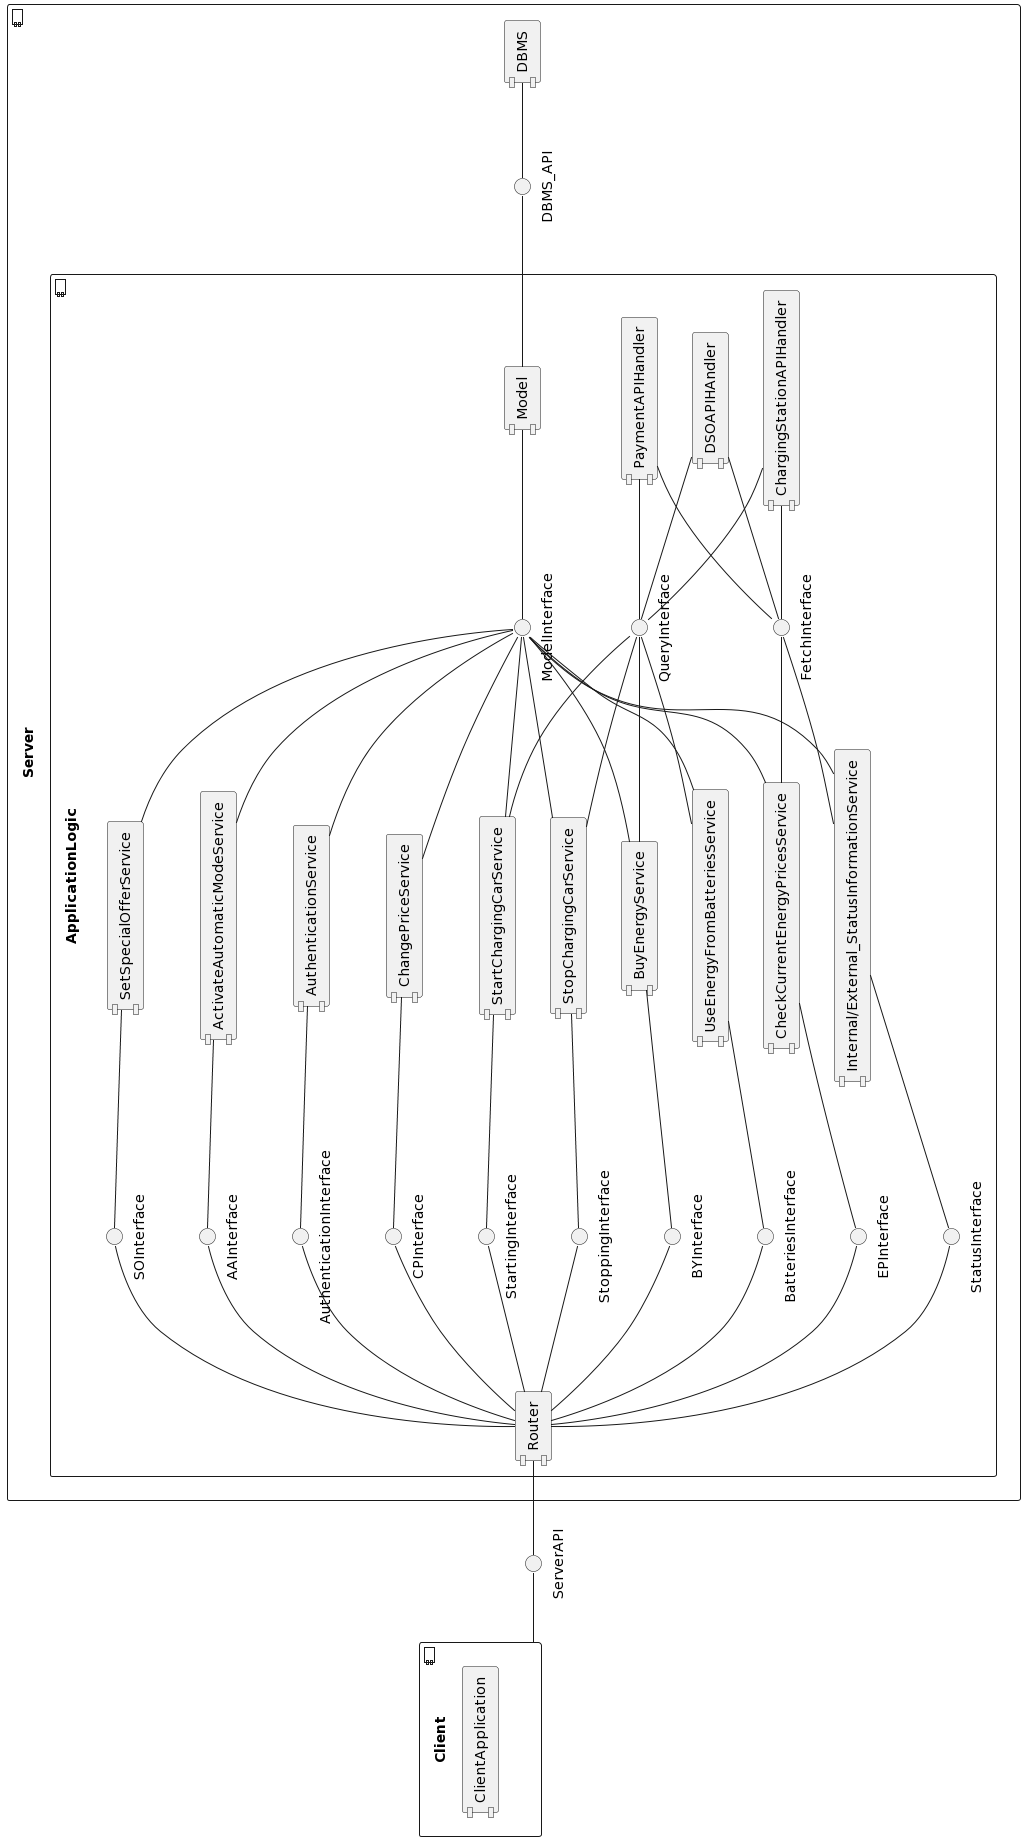 DBMS
DBMS_API
Server
ApplicationLogic
Model
PaymentAPIHandler
DSOAPIHAndler
ChargingStationAPIHandler
ModelInterface
QueryInterface
FetchInterface
SetSpecialOfferService
ActivateAutomaticModeService
AuthenticationService
ChangePriceService
StartChargingCarService
StopChargingCarService
BuyEnergyService
UseEnergyFromBatteriesService
CheckCurrentEnergyPricesService
Internal/External_StatusInformationService
SOInterface
AAInterface
AuthenticationInterface
CPInterface
StartingInterface
StoppingInterface
BYInterface
BatteriesInterface
EPInterface
StatusInterface
Router
ServerAPI
Client
ClientApplication